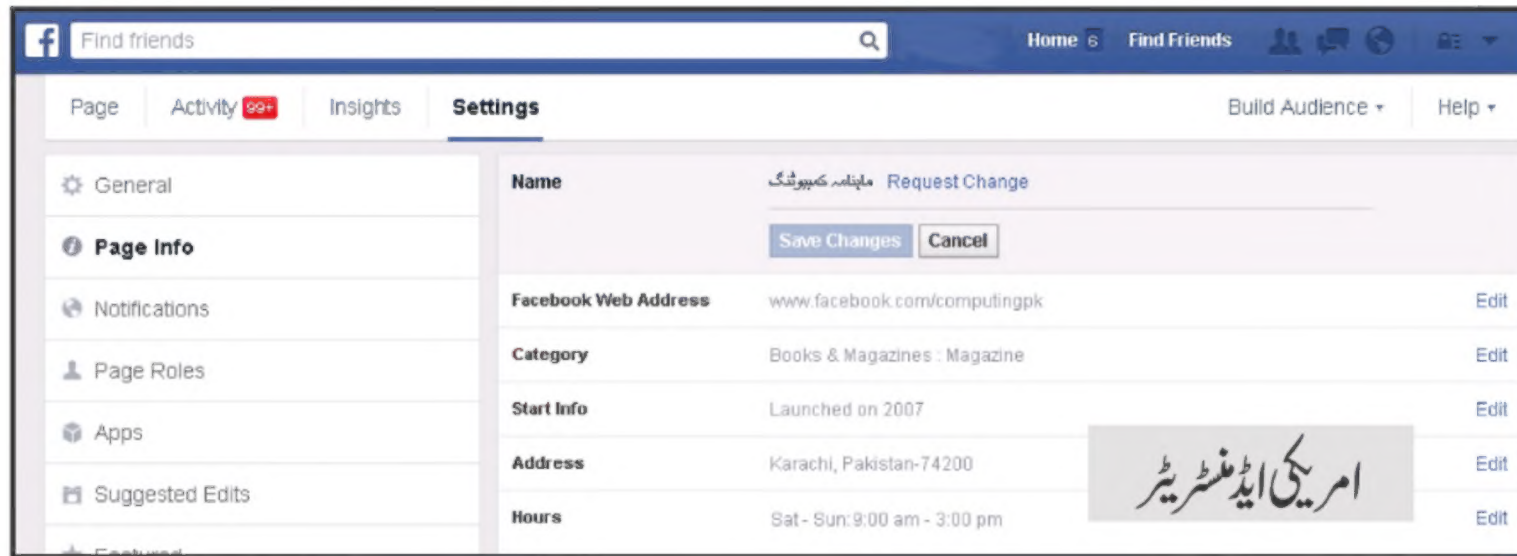 f Find friends Home 6 Find Friends
Page Activity 99+ Insights Settings Build Audience Help
General
Page Info
Notifications
Page Roles
Apps
Suggested Edits
Featured
Name ماہنامہ کمپیوٹنگ Request Change
Save Changes Cancel
Facebook Web Address www.facebook.com/computingpk Edit
Category Books & Magazines : Magazine Edit
Start Info Launched on 2007 Edit
Address Karachi, Pakistan-74200 Edit
Hours Sat - Sun: 9:00 am - 3:00 pm Edit
امریکی ایڈمنسٹریٹر